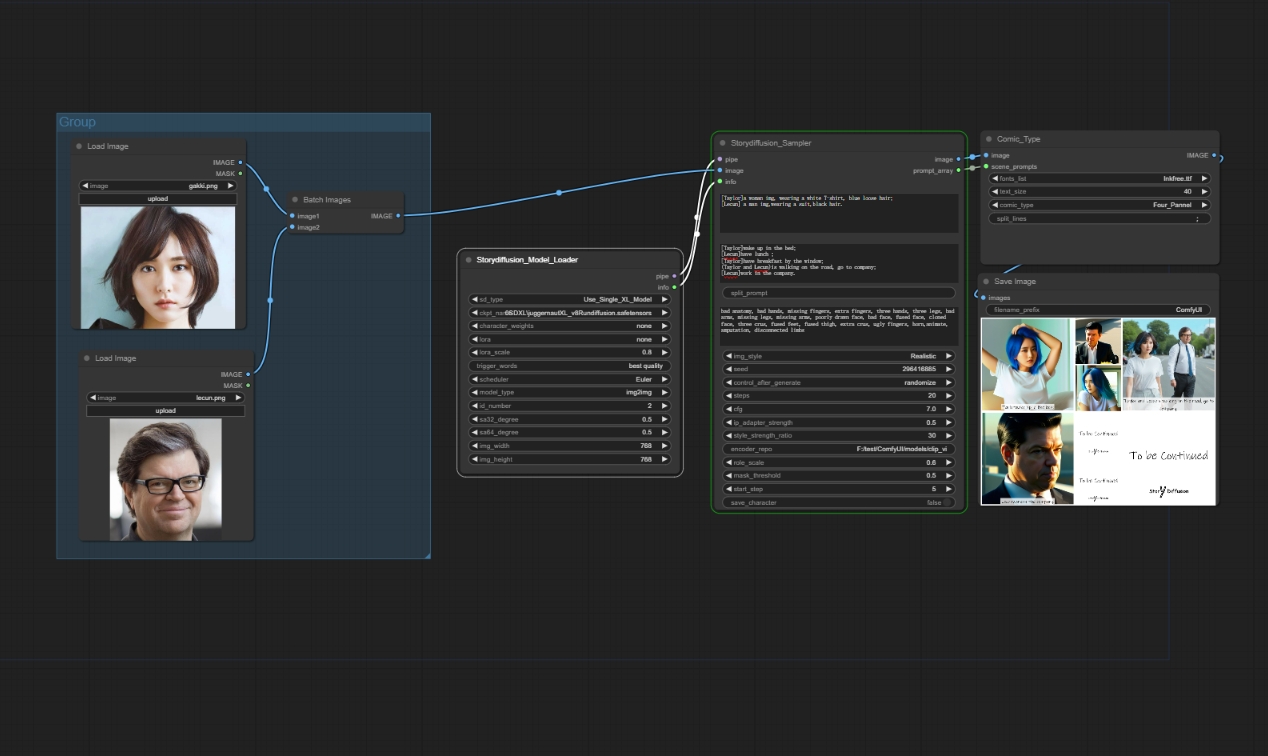 Group
Load Image
IMAGE
MASK
image gakki.png
upload
Batch Images
image1 IMAGE
image2
Load Image
IMAGE
MASK
image lecun.png
upload
Storydiffusion_Model_Loader
pipe
info
sd_type Use_Single_XL_Model
character_weights none
lora none
lora_scale 0.8
trigger_words best quality
scheduler Euler
model_type img2img
id_number 2
sa32_degree 0.5
sa64_degree 0.5
img_width 768
img_height 768
Storydiffusion_Sampler
pipe image
image prompt_array
info
[Taylor]a woman img, wearing a white T shirt, blue loose hair;
[Lecun] a man img,wearing a suit,black hair.
[Taylor]wake up in the bed;
[Lecun]have lunch ;
[Taylor]have breakfast by the window;
(Taylor and Lecun)is walking on the road, go to company;
[Lecun]work in the company.
split_prompt
bad anatomy, bad hands, missing fingers, extra fingers, three hands, three legs, bad
arms, missing legs, missing arms, poorly drawn face, bad face, fused face, cloned
face, three crus, fused feet, fused thigh, extra crus, ugly fingers, horn,
amputation, disconnected limbs
img_style Realistic
seed 296416885
control_after_generate randomize
steps 20
cfg 7.0
ip_adapter_strength 0.5
style_strength_ratio 30
encoder_repo F:/test/ComfyUI/models/clip_vi
role_scale 0.8
mask_threshold 0.5
start_step 5
save_character false
Comic_Type
image IMAGE
scene_prompts
fonts_list Inkfree.ttf
text_size 40
comic_type Four_Pannel
split_lines ;
Save Image
images
filename_prefix ComfyUI
To be Continued
To be Continued
To be Continued
Story Diffusion